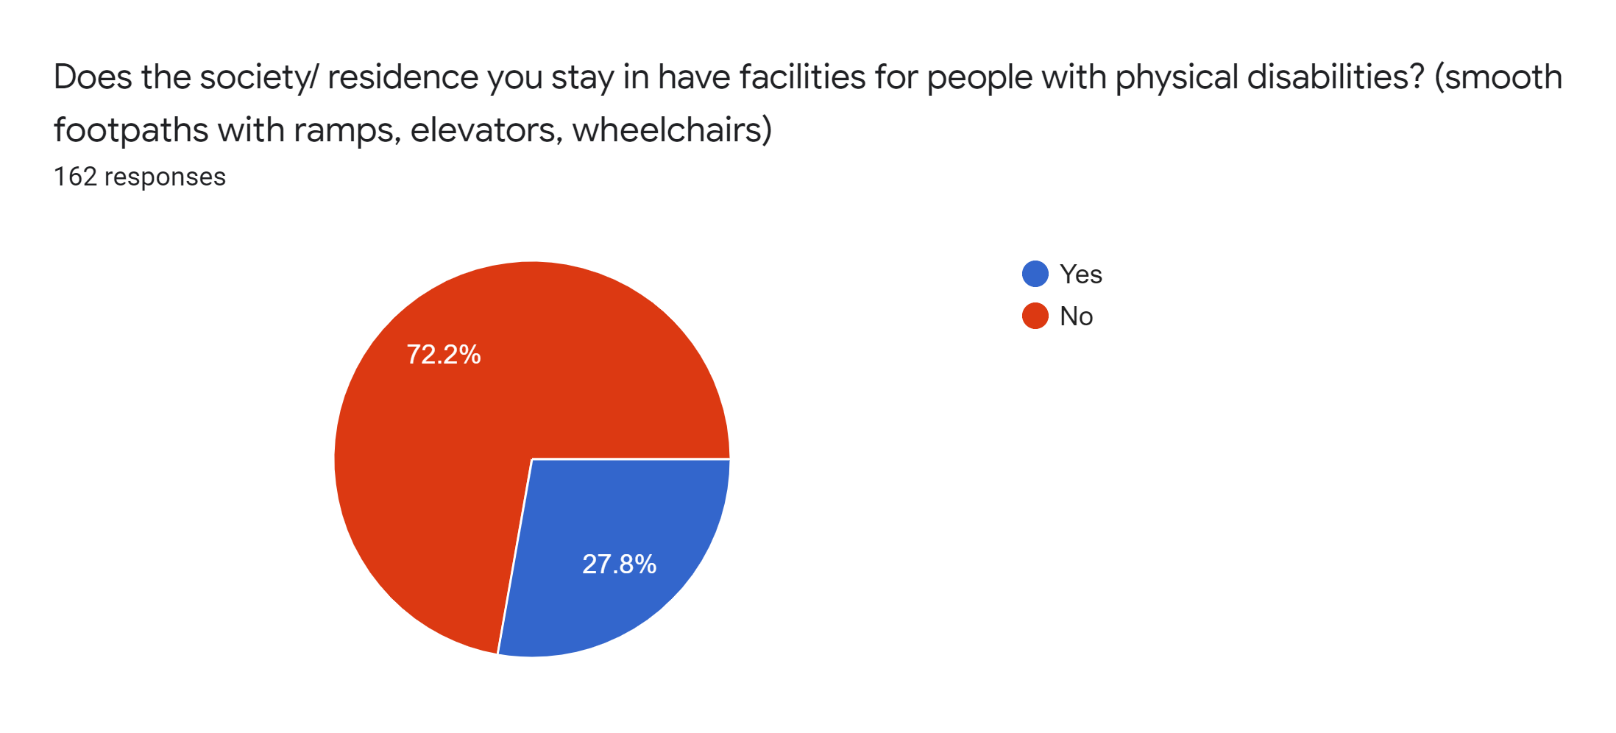 Does the society/ residence you stay in have facilities for people with physical disabilities? (smooth
footpaths with ramps, elevators, wheelchairs)
162 responses
Yes
No
72.2%
27.8%